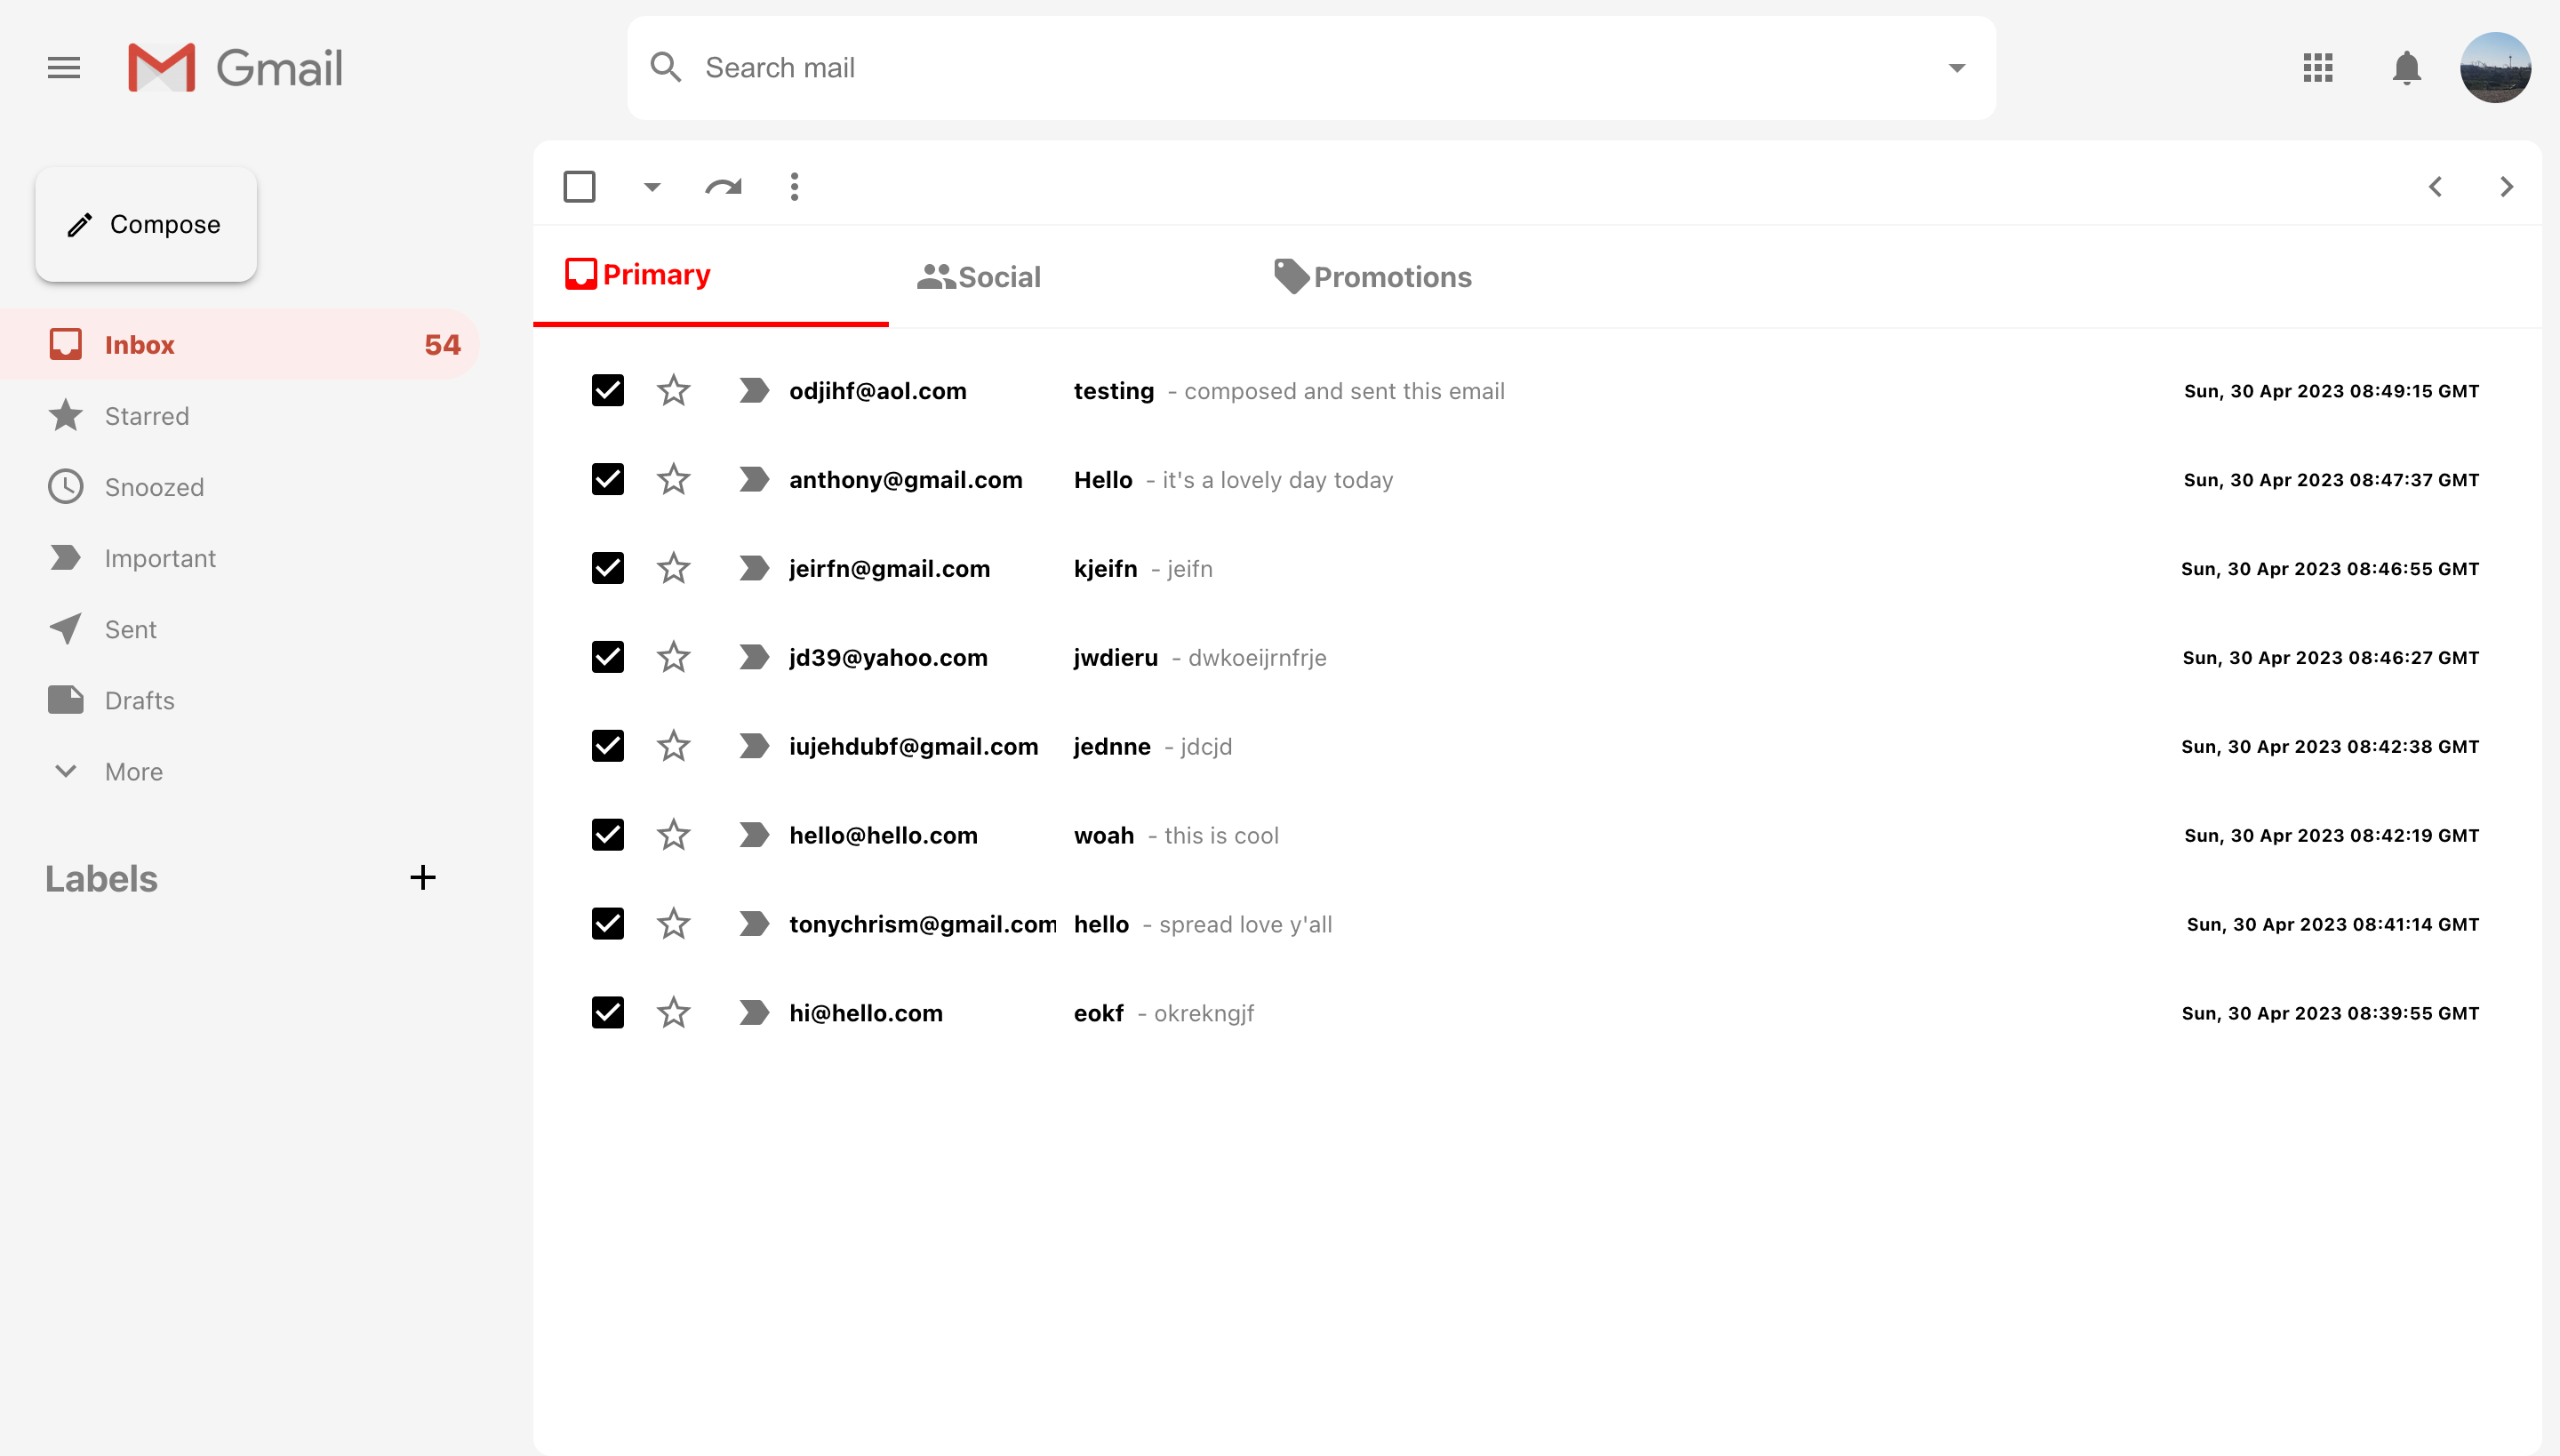 Gmail
Search mail
Compose
Inbox 54
Starred
Snoozed
Important
Sent
Drafts
More
Labels +
Primary Social Promotions
odjihf@aol.com testing - composed and sent this email Sun, 30 Apr 2023 08:49:15 GMT
anthony@gmail.com Hello - it's a lovely day today Sun, 30 Apr 2023 08:47:37 GMT
jeirfn@gmail.com kjeifn - jeifn Sun, 30 Apr 2023 08:46:55 GMT
jd39@yahoo.com jwdieru - dwkoeijrnfrje Sun, 30 Apr 2023 08:46:27 GMT
iujehdubf@gmail.com jednne - jdcjd Sun, 30 Apr 2023 08:42:38 GMT
hello@hello.com woah - this is cool Sun, 30 Apr 2023 08:42:19 GMT
tonychrism@gmail.com hello - spread love y'all Sun, 30 Apr 2023 08:41:14 GMT
hi@hello.com eokf - okrekngjf Sun, 30 Apr 2023 08:39:55 GMT